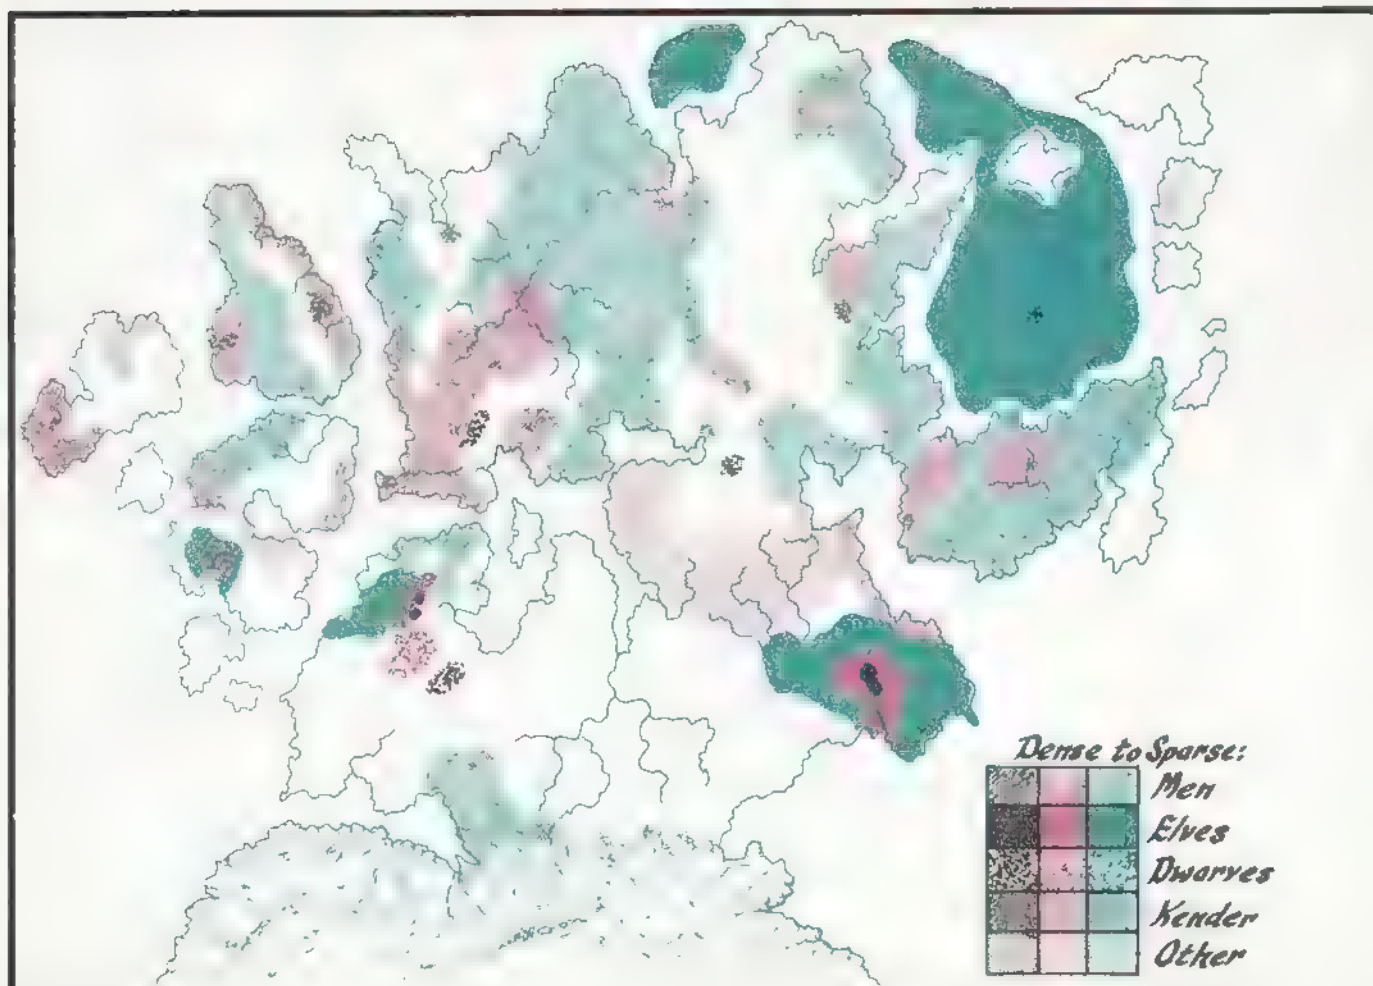 Dense to Sparse:
Men
Elves
Dwarves
Kender
Other